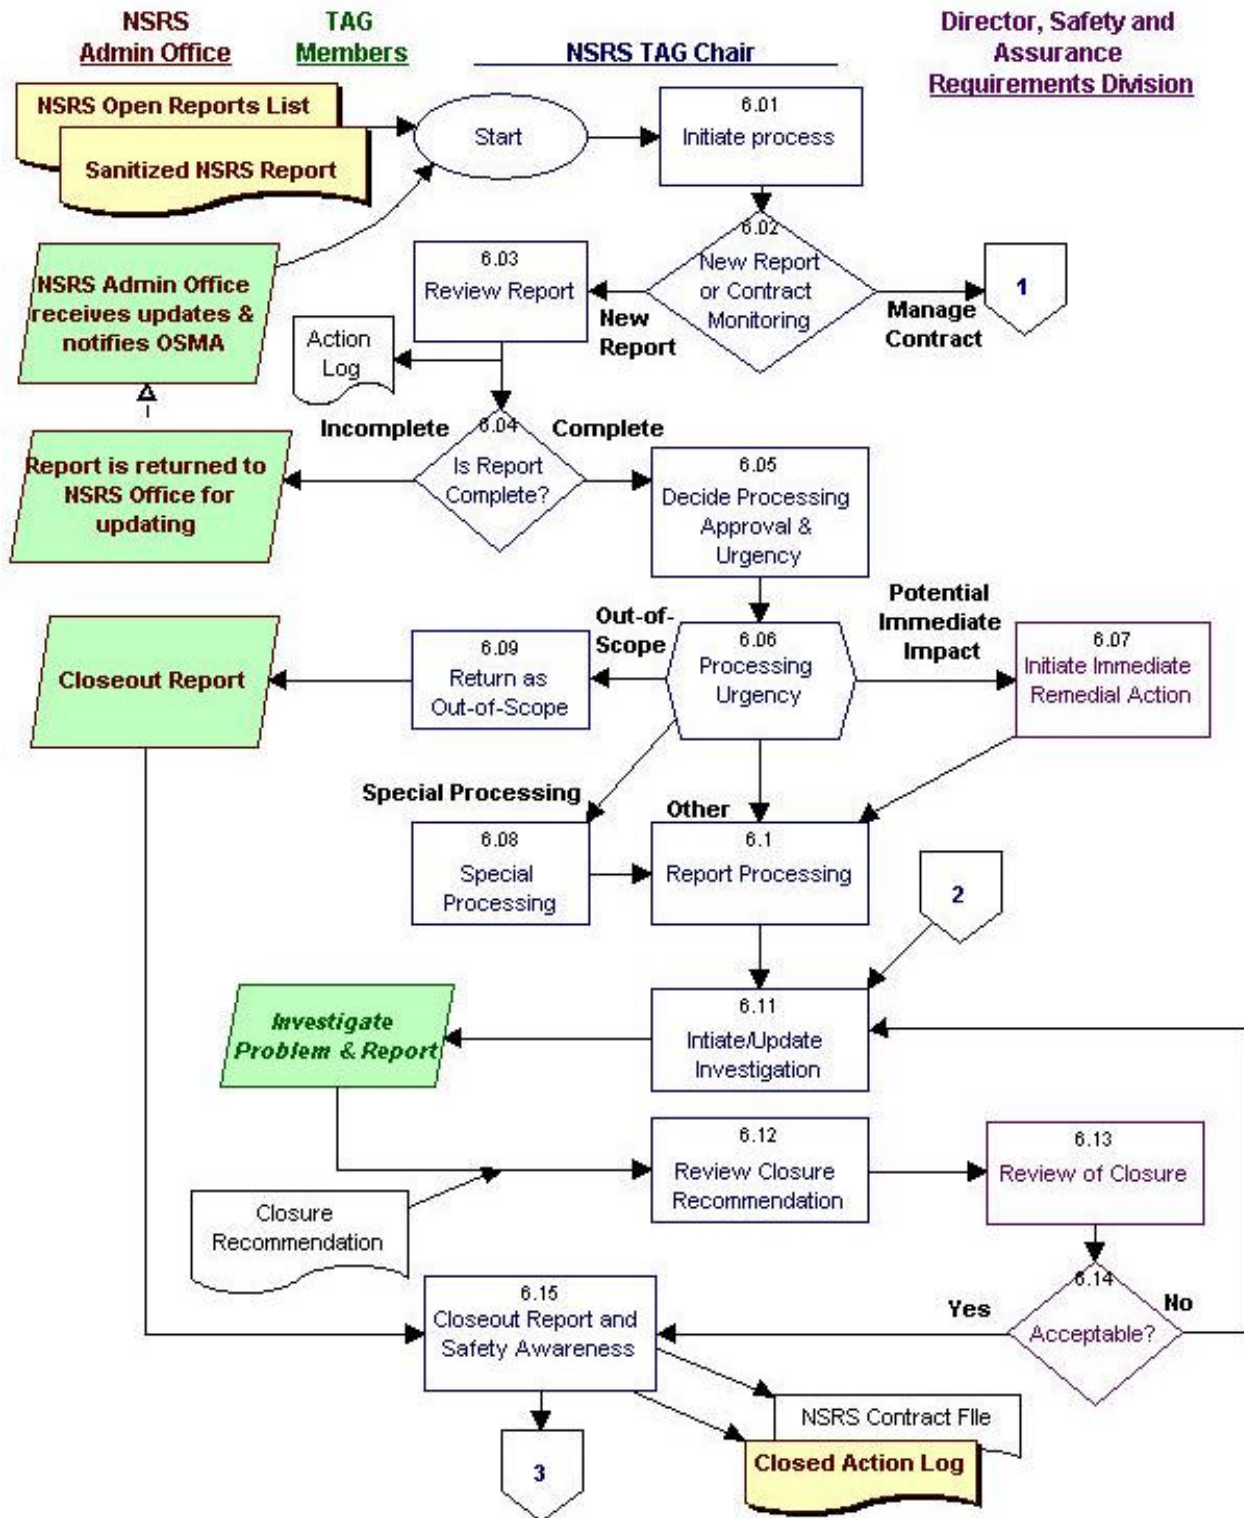 NSRS
Admin Office
TAG
Members
NSRS TAG Chair
Director, Safety and
Assurance
Requirements Division
NSRS Open Reports List
Sanitized NSRS Report
Start
6.01
Initiate process
6.02
New Report
or Contract
Monitoring
New
Report
Manage
Contract
1
6.03
Review Report
Action
Log
NSRS Admin Office
receives updates &
notifies OSMA
Incomplete
6.04
Complete
Is Report
Complete?
Report is returned to
NSRS Office for
updating
6.05
Decide Processing
Approval &
Urgency
Out-of-
Scope
6.06
Processing
Urgency
Potential
Immediate
Impact
6.07
Initiate Immediate
Remedial Action
6.09
Return as
Out-of-Scope
Closeout Report
Special Processing
Other
6.08
Special
Processing
6.1
Report Processing
2
6.11
Intiate/Update
Investigation
Investigate
Problem & Report
6.12
Review Closure
Recommendation
6.13
Review of Closure
Closure
Recommendation
6.14
Acceptable?
Yes
No
6.15
Closeout Report and
Safety Awareness
NSRS Contract FIle
Closed Action Log
3